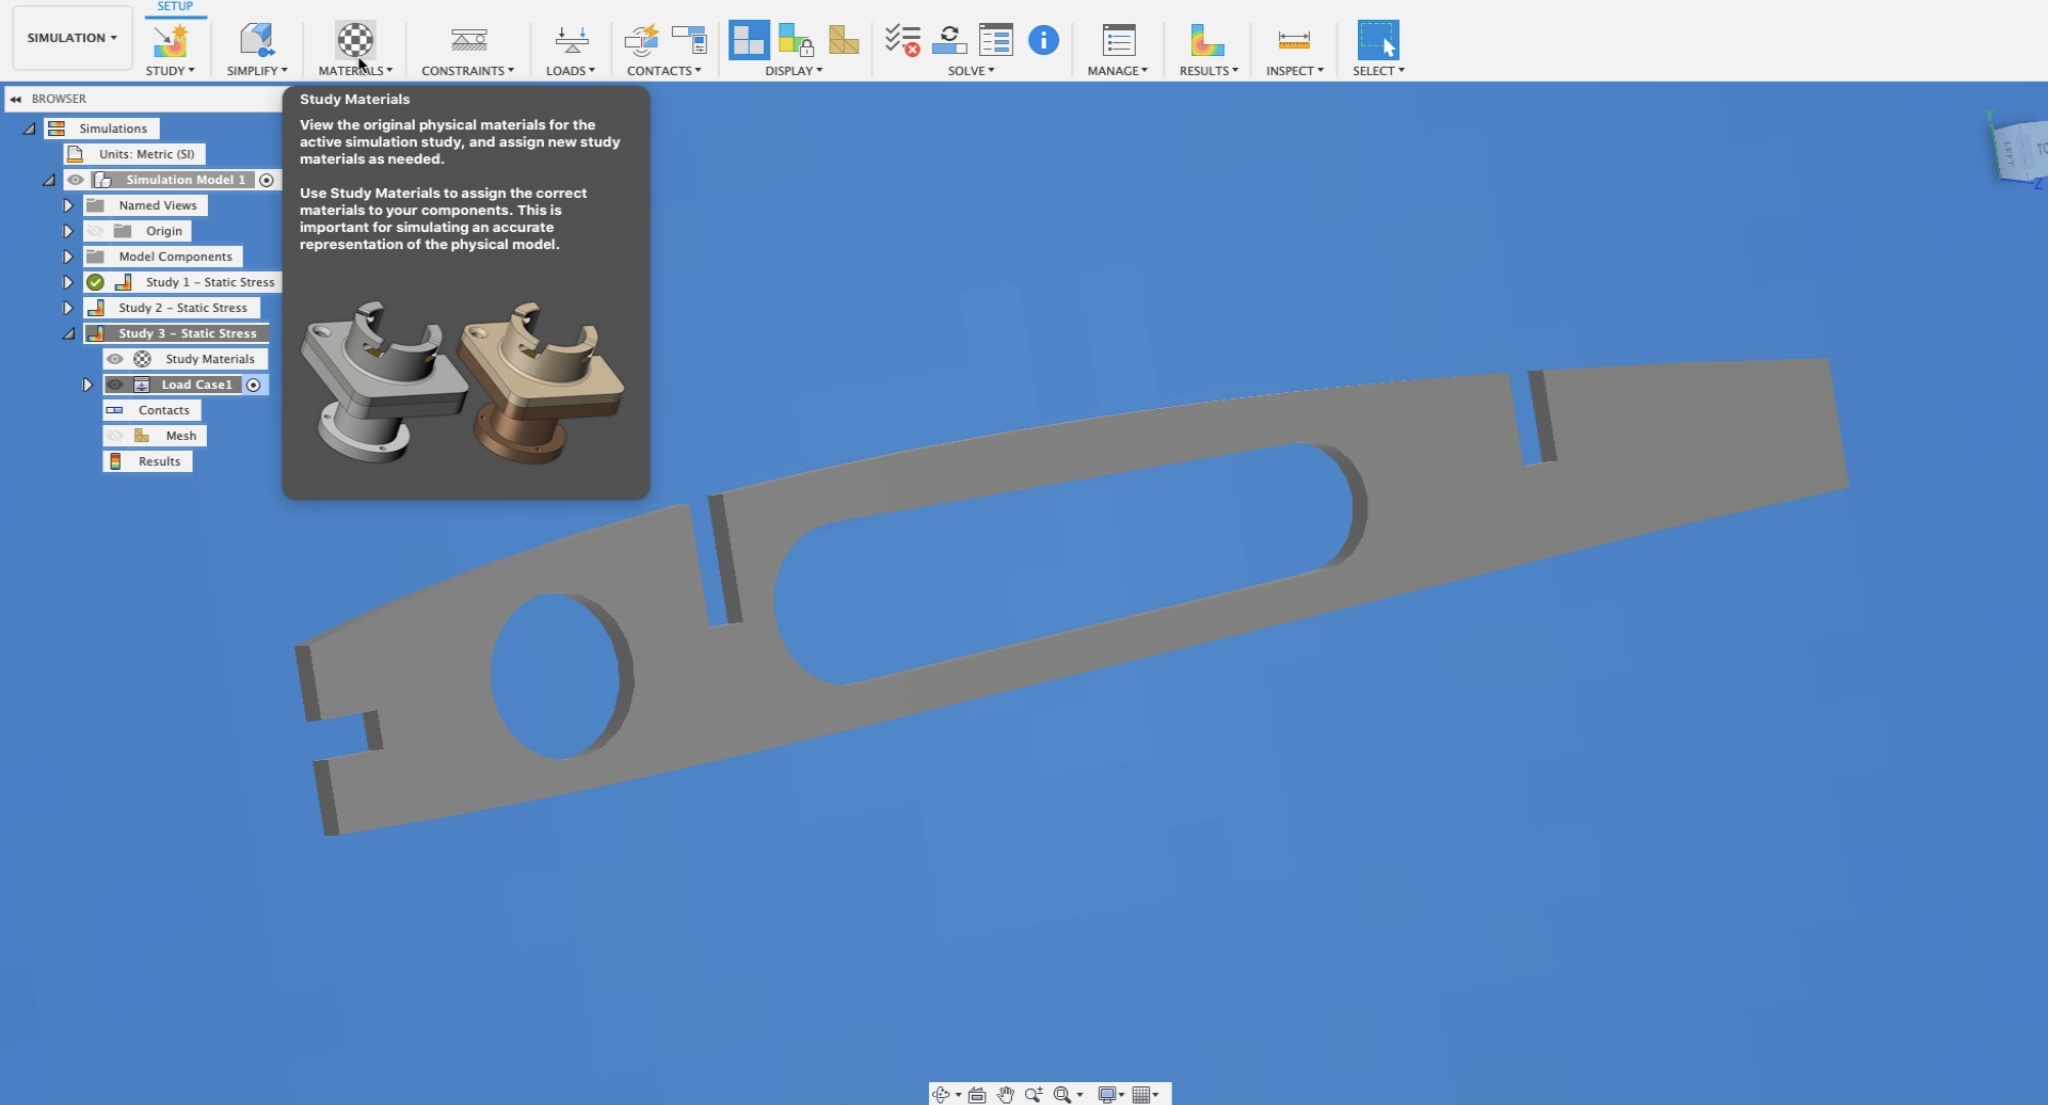 SETUP
SIMULATION
STUDY
SIMPLIFY
MATERIALS
CONSTRAINTS
LOADS
CONTACTS
DISPLAY
SOLVE
MANAGE
RESULTS
INSPECT
SELECT
BROWSER
Simulations
Units: Metric (SI)
Simulation Model 1
Named Views
Origin
Model Components
Study 1 - Static Stress
Study 2 - Static Stress
Study 3 - Static Stress
Study Materials
Load Case1
Contacts
Mesh
Results
Study Materials
View the original physical materials for the
active simulation study, and assign new study
materials as needed.
Use Study Materials to assign the correct
materials to your components. This is
important for simulating an accurate
representation of the physical model.
Y
LEFT
Z